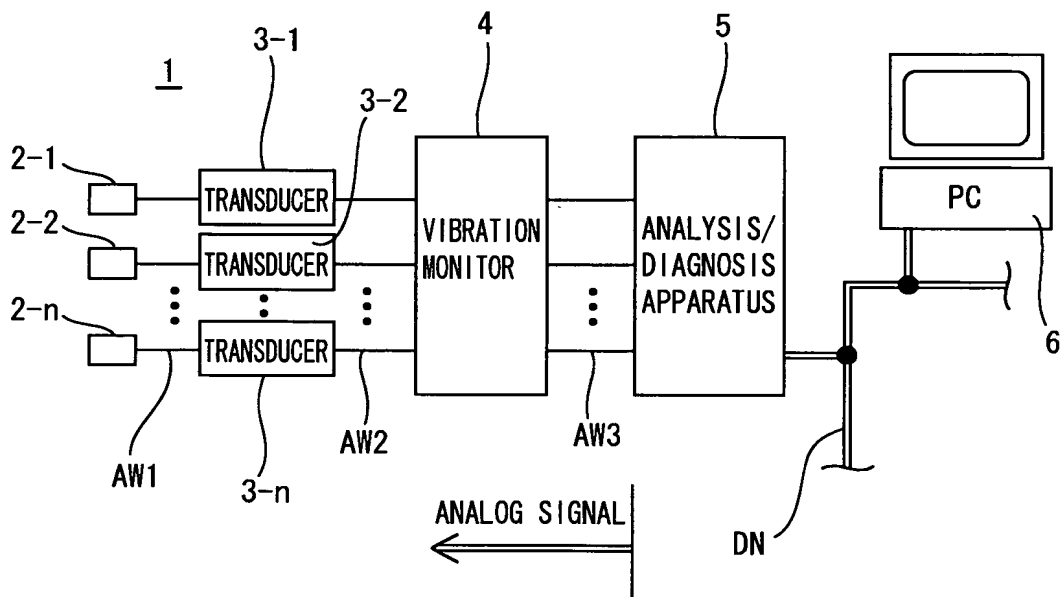 1
3-1
3-2
4
5
2-1
2-2
2-n
TRANSDUCER
TRANSDUCER
TRANSDUCER
VIBRATION
MONITOR
ANALYSIS/
DIAGNOSIS
APPARATUS
PC
6
AW1
3-n
AW2
AW3
DN
ANALOG SIGNAL